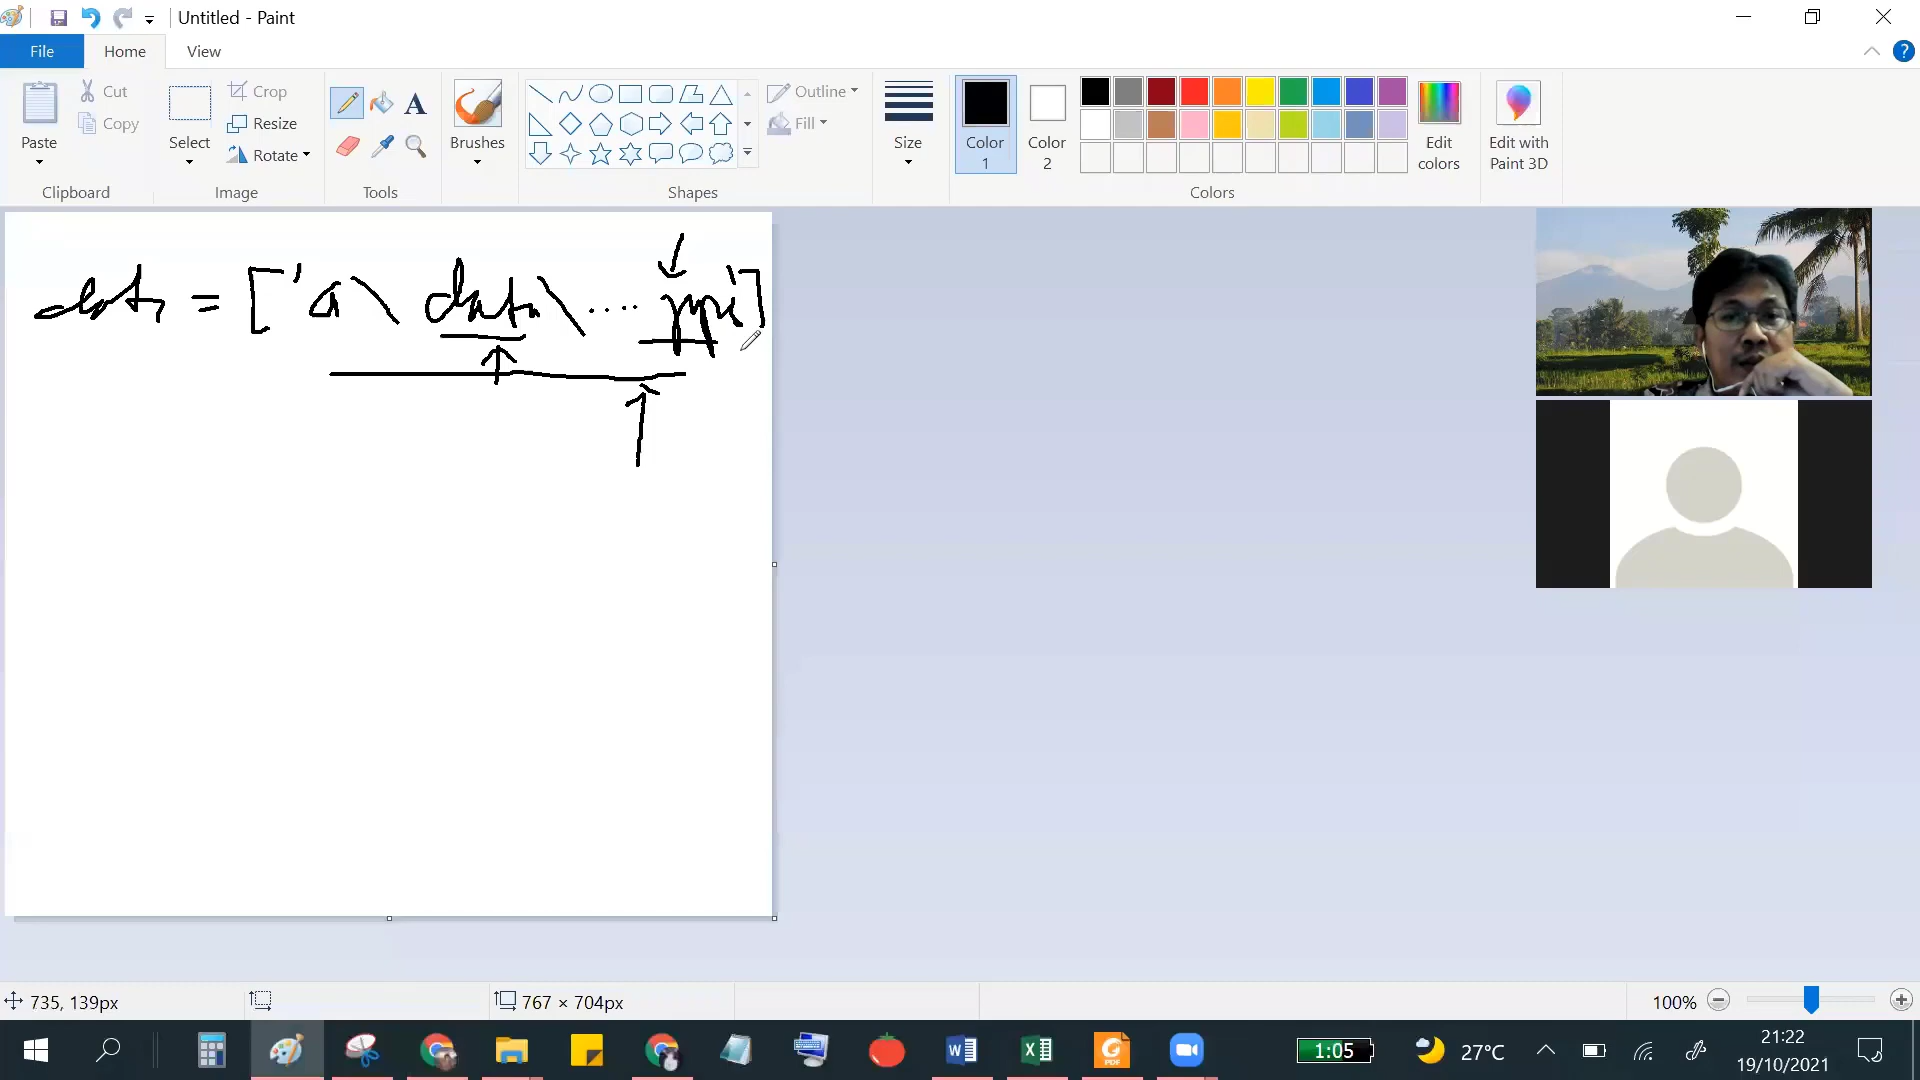 Untitled - Paint
File Home View
Paste
Cut
Copy
Clipboard
Select
Crop
Resize
Rotate
Image
A
Tools
Brushes
Shapes
Outline
Fill
Size
Color 1
Color 2
Colors
Edit colors
Edit with Paint 3D
data = ['a\ data\ ....
735, 139px
767 × 704px
100%
1:05
27°C
21:22
19/10/2021